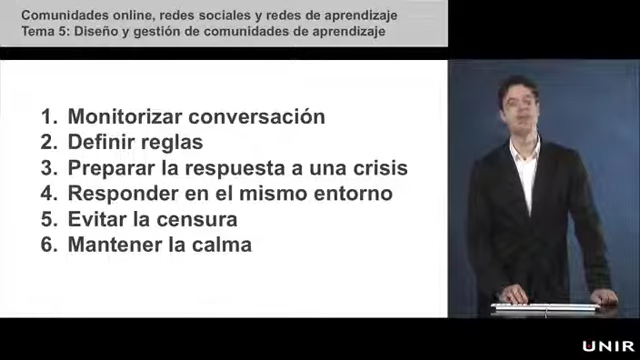 Comunidades online, redes sociales y redes de aprendizaje
Tema 5: Diseño y gestión de comunidades de aprendizaje
1. Monitorizar conversación
2. Definir reglas
3. Preparar la respuesta a una crisis
4. Responder en el mismo entorno
5. Evitar la censura
6. Mantener la calma
UNIR